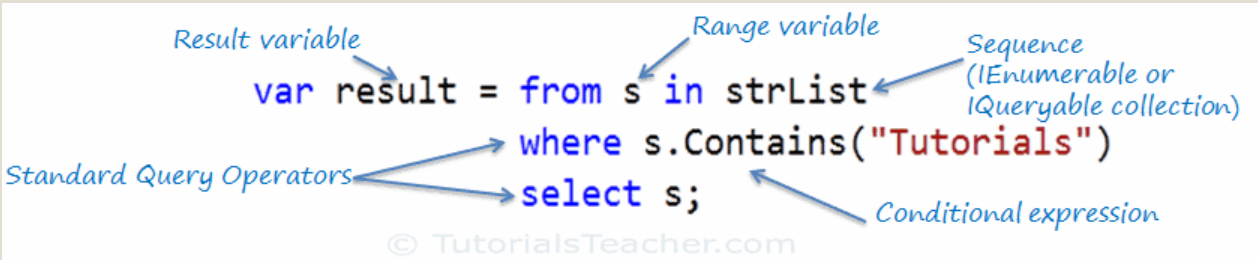 Result variable
Range variable
Sequence
(IEnumerable or
IQueryable collection)
var result = from s in strList
where s.Contains("Tutorials")
Standard Query Operators
select s;
Conditional expression
© TutorialsTeacher.com